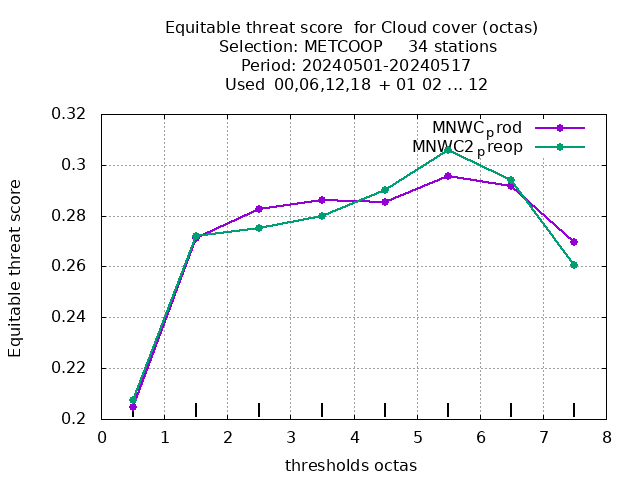 Equitable threat score  for Cloud cover (octas)
Selection: METCOOP     34 stations
Period: 20240501-20240517
Used  00,06,12,18  + 01 02 ... 12
MNWC_prod
MNWC2_preop
Equitable threat score
0.32
0.3
0.28
0.26
0.24
0.22
0.2
0 1 2 3 4 5 6 7 8
thresholds octas